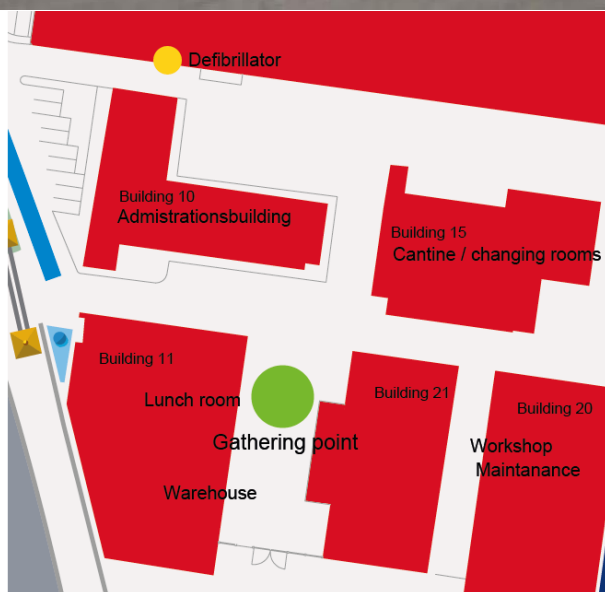 Defibrillator
Building 10
Admistrationsbuilding
Building 15
Cantine / changing rooms
Building 11
Lunch room
Gathering point
Warehouse
Building 21
Building 20
Workshop
Maintanance